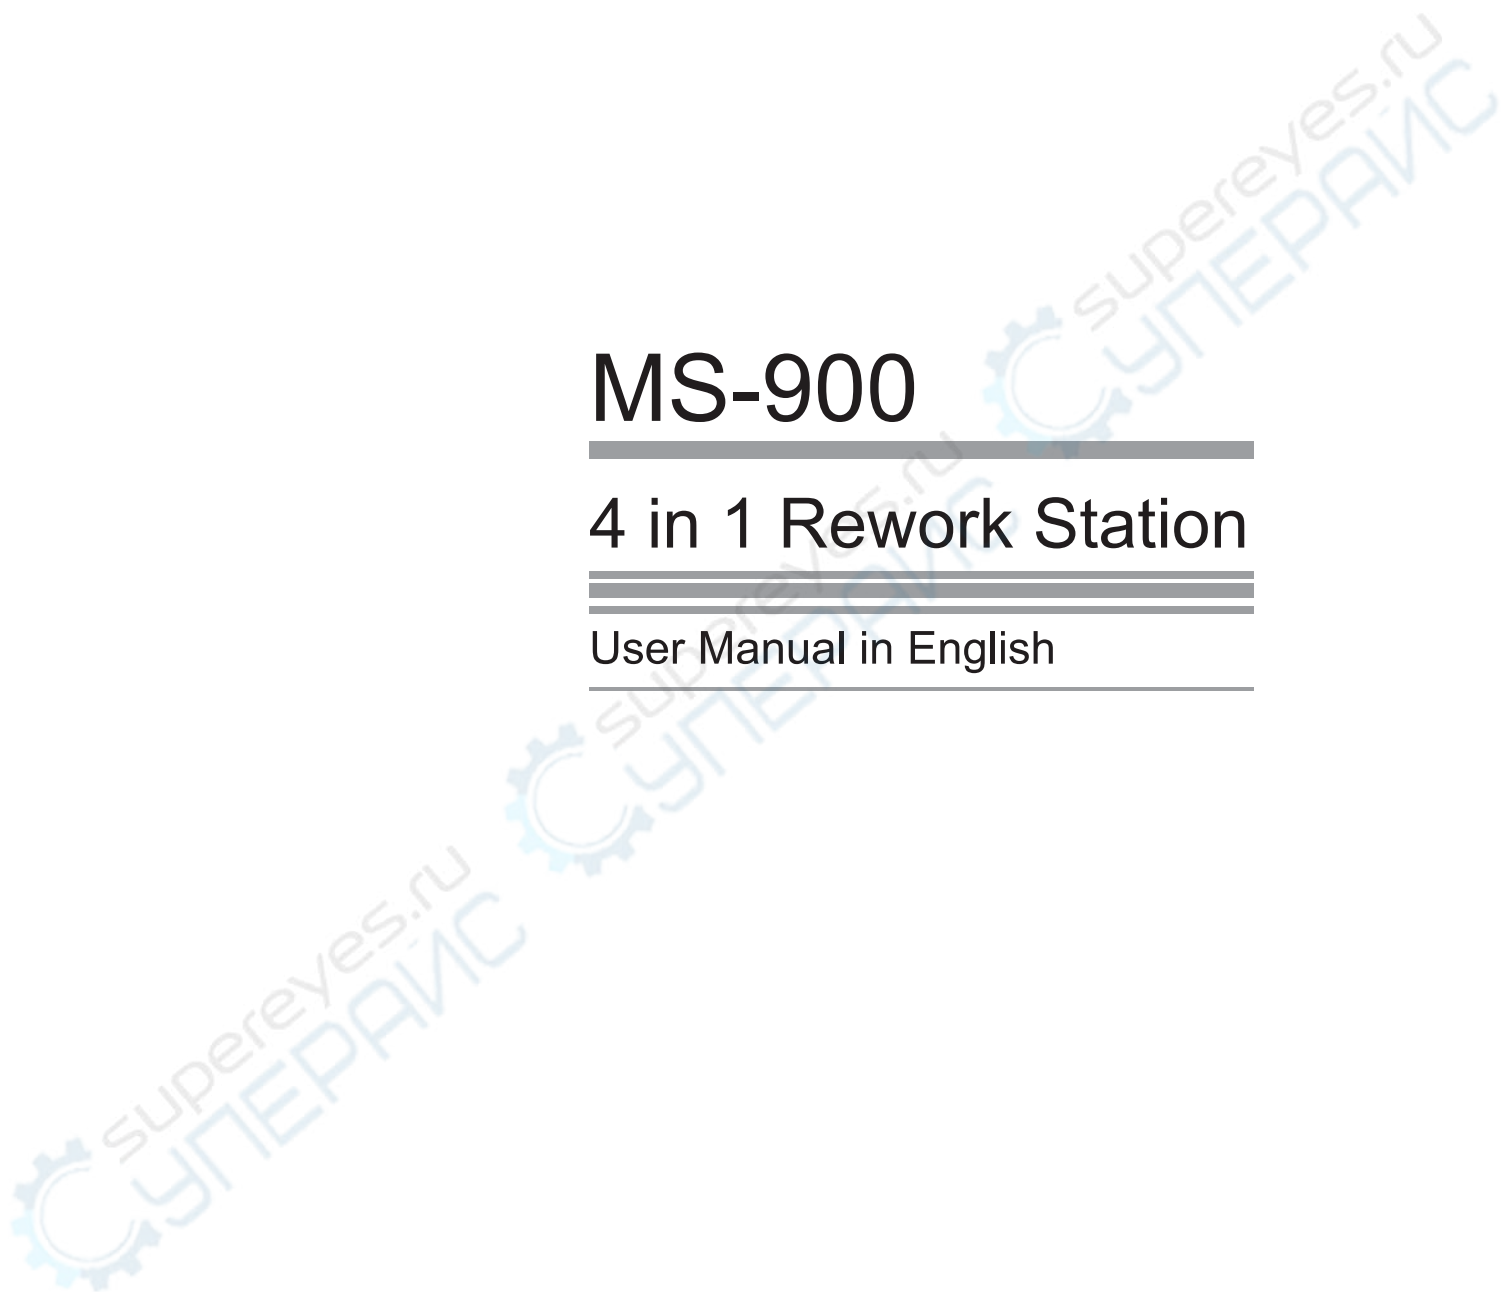 MS-900
4 in 1 Rework Station
User Manual in English
supereyes.ru
СУПЕРАЙС
supereyes.ru
СУПЕРАЙС
supereyes.ru
СУПЕРАЙС